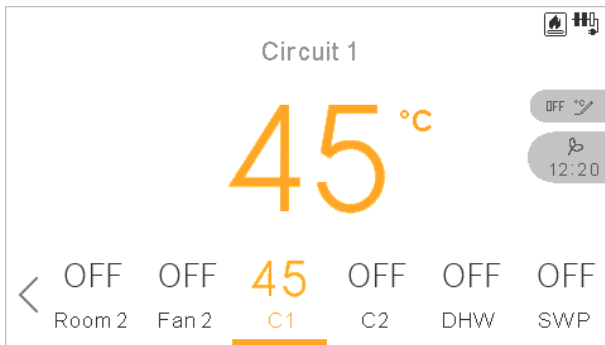 Circuit 1
45 °C
OFF °C
12:20
OFF OFF 45 OFF OFF OFF
Room 2 Fan 2 C1 C2 DHW SWP